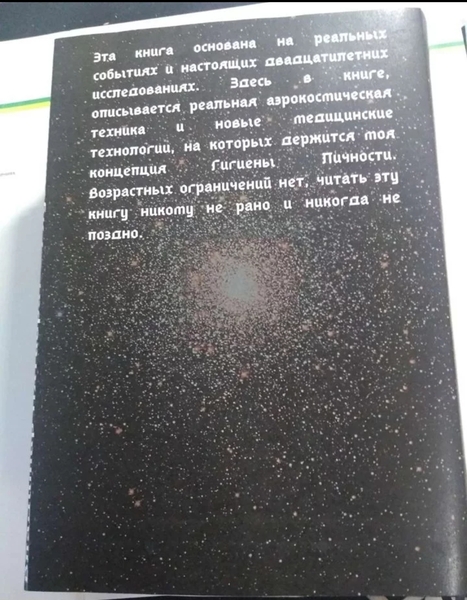 Эта книга основана на реальных
событиях и настоящих двадцатилетних
исследованиях. Здесь в книге,
описывается реальная аэрокосмическая
техника и новые медицинские
технологии, на которых держится моя
концепция Гигиены Личности.
Возрастных ограничений нет, читать эту
книгу никому не рано и никогда не
поздно.